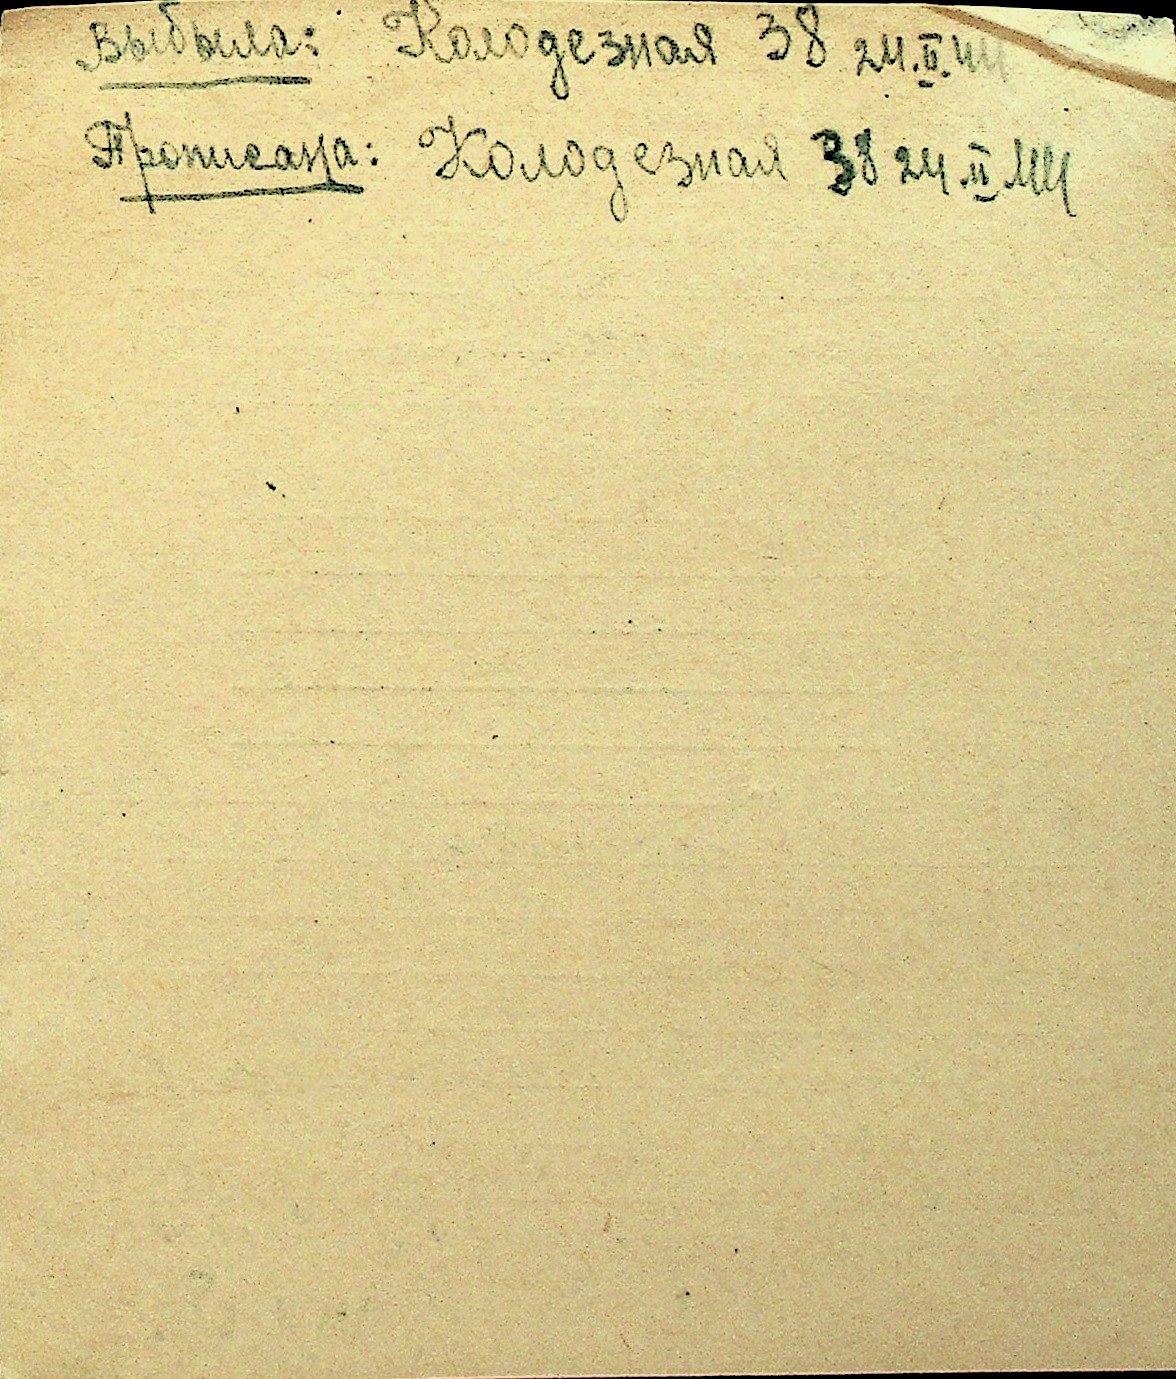 Выбыла: Колодезная 38 24.II.44
Прописана: Колодезная 38 24 II 44